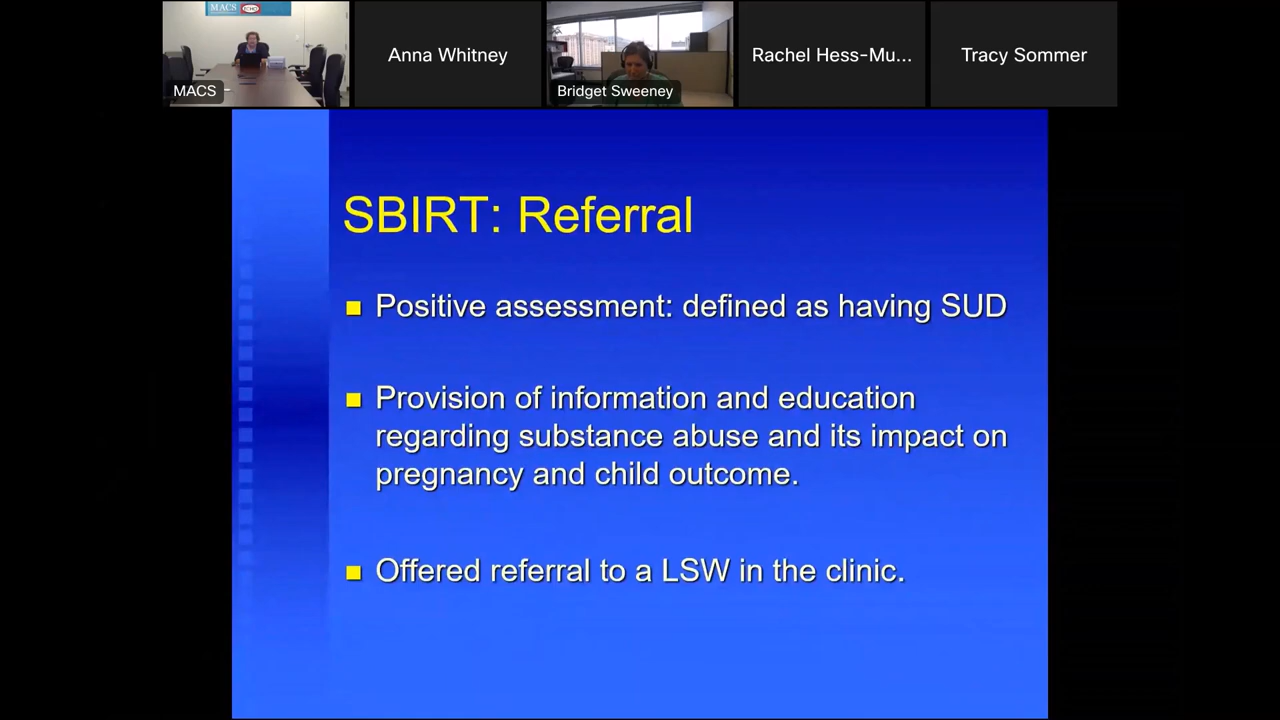 MACS
MACS
Anna Whitney
Bridget Sweeney
Rachel Hess-Mu...
Tracy Sommer
SBIRT: Referral
Positive assessment: defined as having SUD
Provision of information and education
regarding substance abuse and its impact on
pregnancy and child outcome.
Offered referral to a LSW in the clinic.